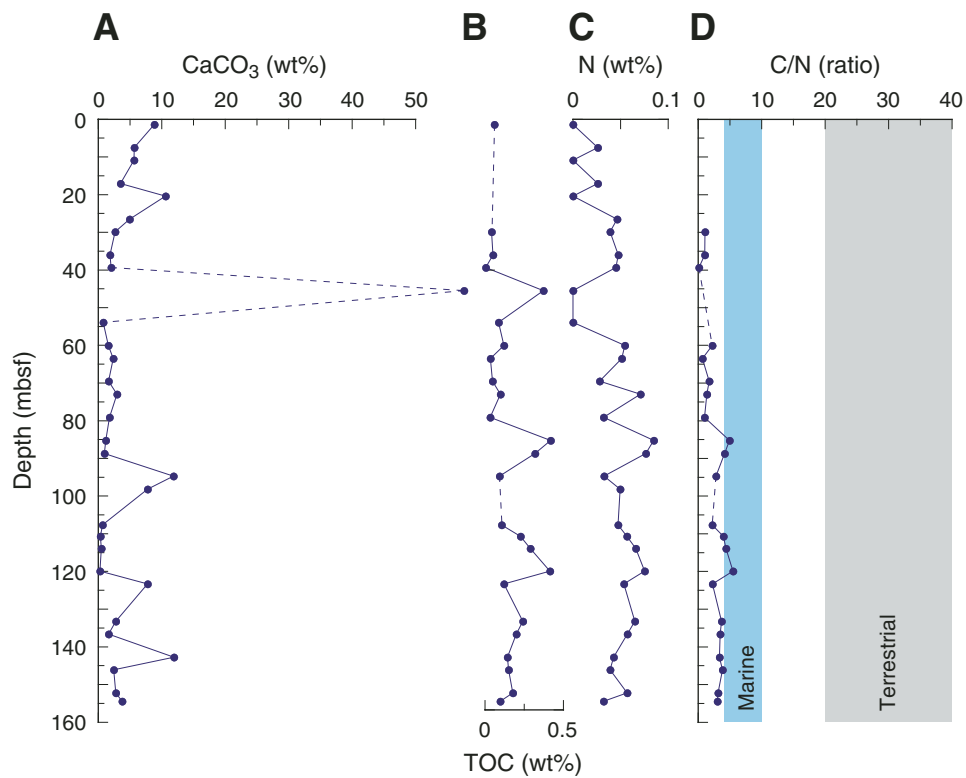 A B C D
CaCO3 (wt%) N (wt%) C/N (ratio)
0 10 20 30 40 50 0 0.1 0 10 20 30 40
0
20
40
60
80
100
120
140
160
Depth (mbsf)
Marine
Terrestrial
0 0.5
TOC (wt%)